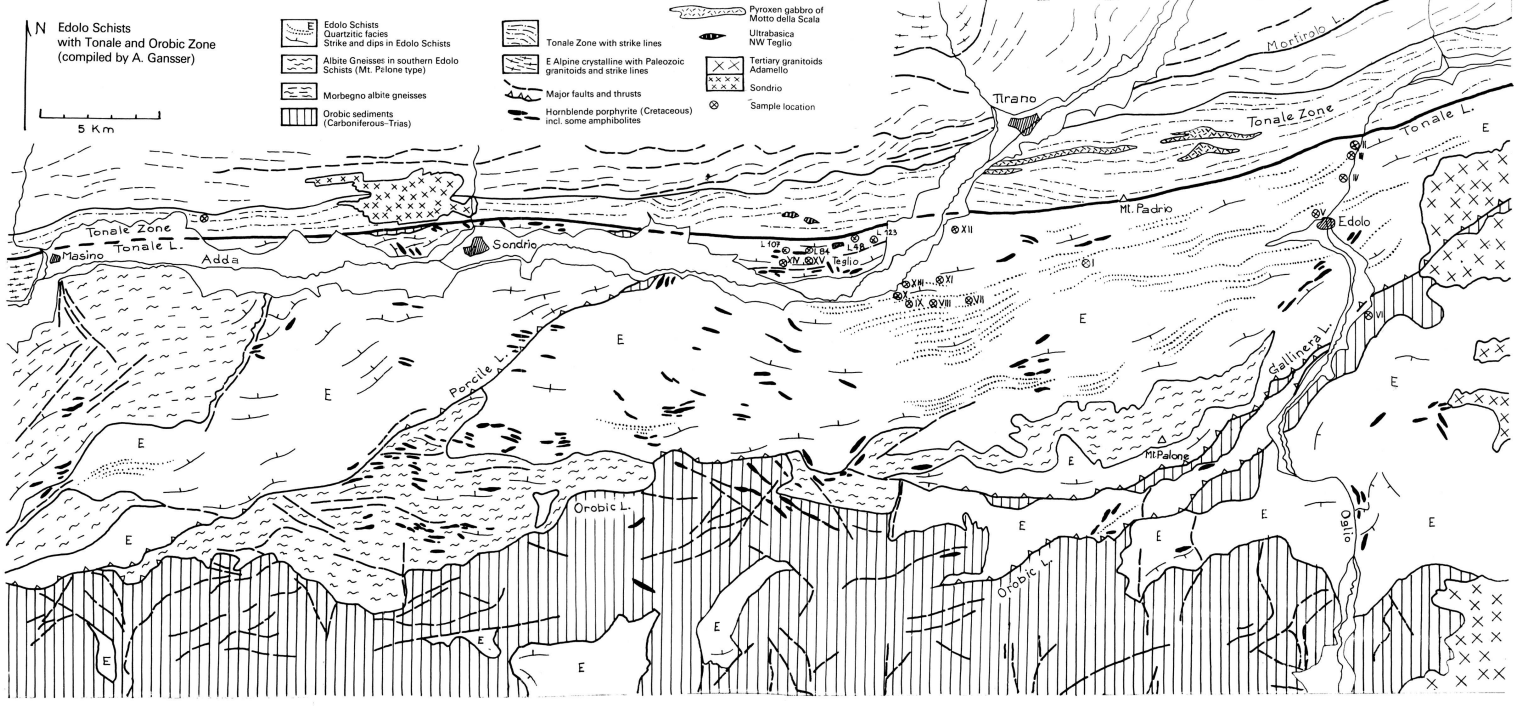 N
Edolo Schists
with Tonale and Orobic Zone
(compiled by A. Gansser)
5 Km
E
Edolo Schists
Quartzitic facies
Strike and dips in Edolo Schists
Albite Gneisses in southern Edolo
Schists (Mt. Palone type)
Morbegno albite gneisses
Orobic sediments
(Carboniferous–Trias)
Tonale Zone with strike lines
E Alpine crystalline with Paleozoic
granitoids and strike lines
Major faults and thrusts
Hornblende porphyrite (Cretaceous)
incl. some amphibolites
Pyroxen gabbro of
Motto della Scala
Ultrabasica
NW Teglio
Tertiary granitoids
Adamello
Sondrio
Sample location
Mortirolo L.
Tirano
Tonale Zone
Tonale L.
E
II
IV
V
Edolo
Mt. Padrio
XII
Tonale Zone
Tonale L.
Masino
Adda
Sondrio
L 107
L 84
L 48
L 123
XIV
XV
Teglio
I
XIII
XI
X
IX
VIII
VII
VI
E
E
E
E
Porcile L.
Gallinera L.
E
Mt. Palone
E
Orobic L.
E
E
E
E
E
Oglio
Orobic L.
E
E
E
E